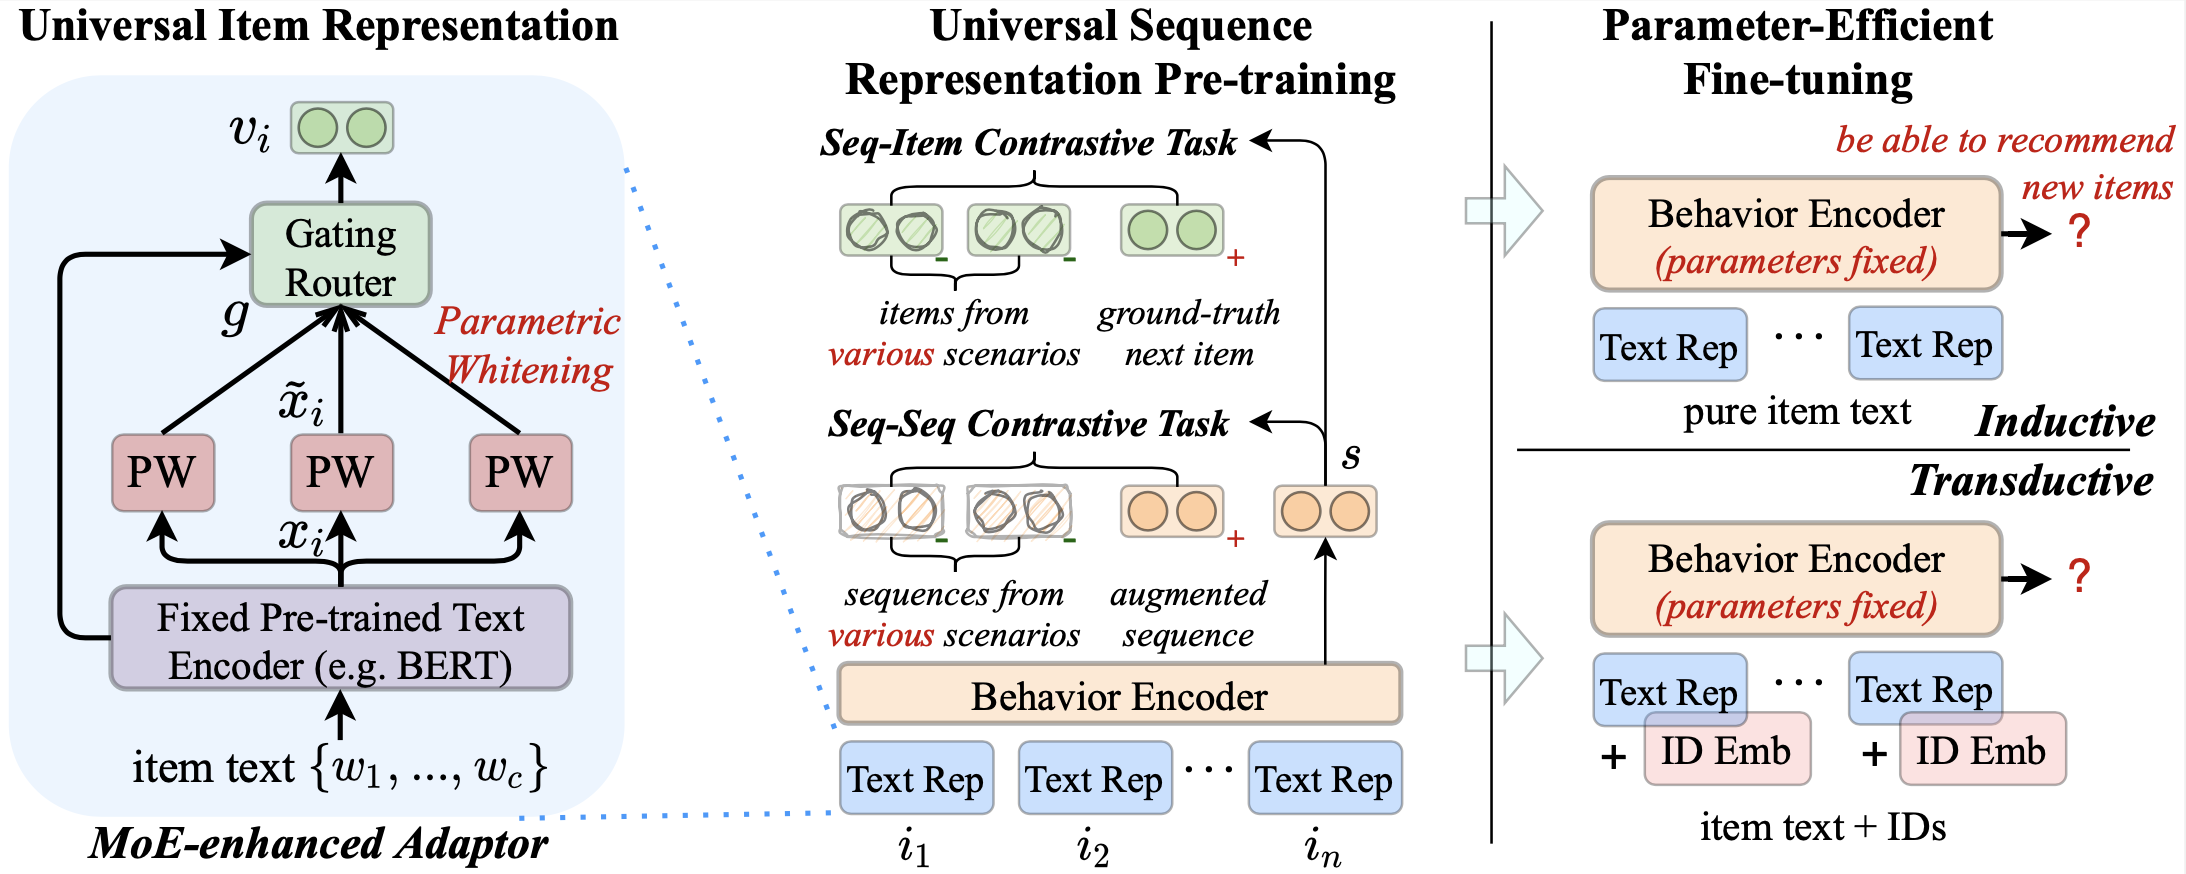 Universal Item Representation
v_i
Gating
Router
g
Parametric
Whitening
x̃_i
PW
PW
PW
x_i
Fixed Pre-trained Text
Encoder (e.g. BERT)
item text {w_1, ..., w_c}
MoE-enhanced Adaptor
Universal Sequence
Representation Pre-training
Seq-Item Contrastive Task
- - +
items from
various scenarios
ground-truth
next item
Seq-Seq Contrastive Task
s
- - +
sequences from
various scenarios
augmented
sequence
Behavior Encoder
Text Rep Text Rep ··· Text Rep
i_1 i_2 i_n
Parameter-Efficient
Fine-tuning
be able to recommend
new items
Behavior Encoder
(parameters fixed)
?
Text Rep ··· Text Rep
pure item text
Inductive
Transductive
Behavior Encoder
(parameters fixed)
?
Text Rep ··· Text Rep
+ ID Emb + ID Emb
item text + IDs